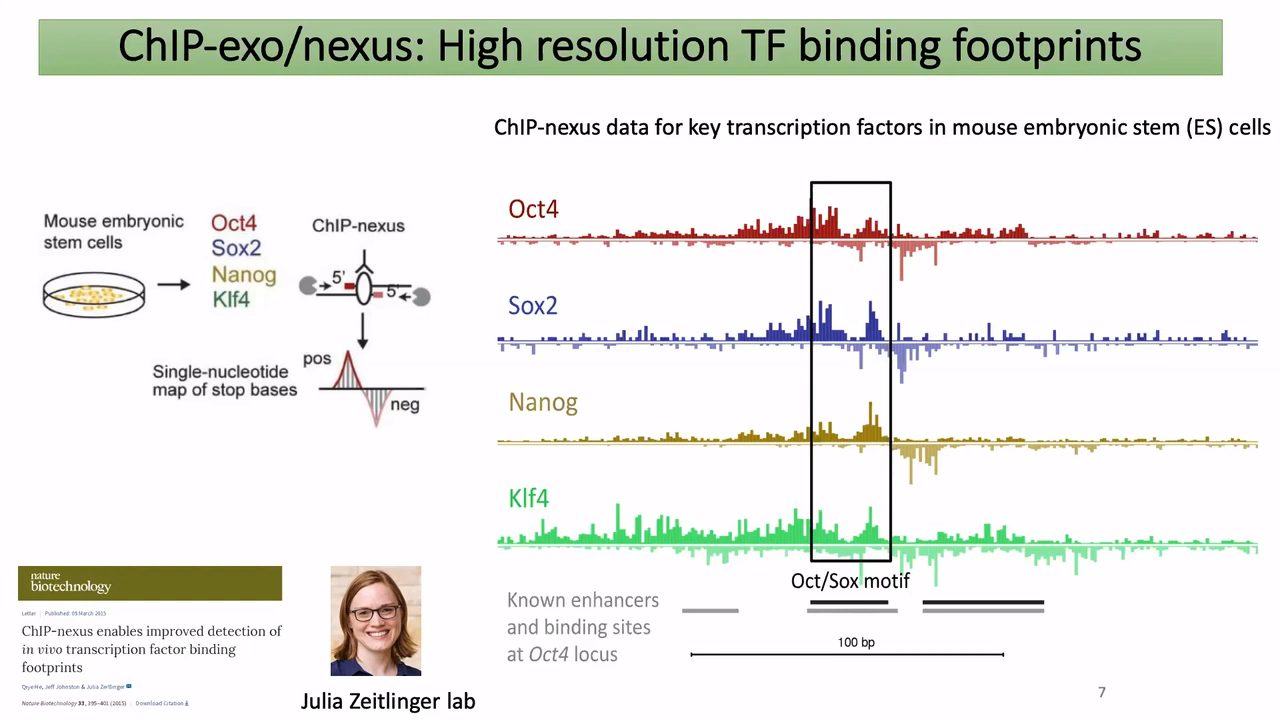 ChIP-exo/nexus: High resolution TF binding footprints
ChIP-nexus data for key transcription factors in mouse embryonic stem (ES) cells
Mouse embryonic
stem cells
Oct4
Sox2
Nanog
Klf4
ChIP-nexus
5'
5'
pos
neg
Single-nucleotide
map of stop bases
Oct4
Sox2
Nanog
Klf4
Oct/Sox motif
Known enhancers
and binding sites
at Oct4 locus
100 bp
nature
biotechnology
Letter | Published: 09 March 2015
ChIP-nexus enables improved detection of
in vivo transcription factor binding
footprints
Qiye He, Jeff Johnston & Julia Zeitlinger
Nature Biotechnology 33, 395–401 (2015) | Download Citation
Julia Zeitlinger lab
7